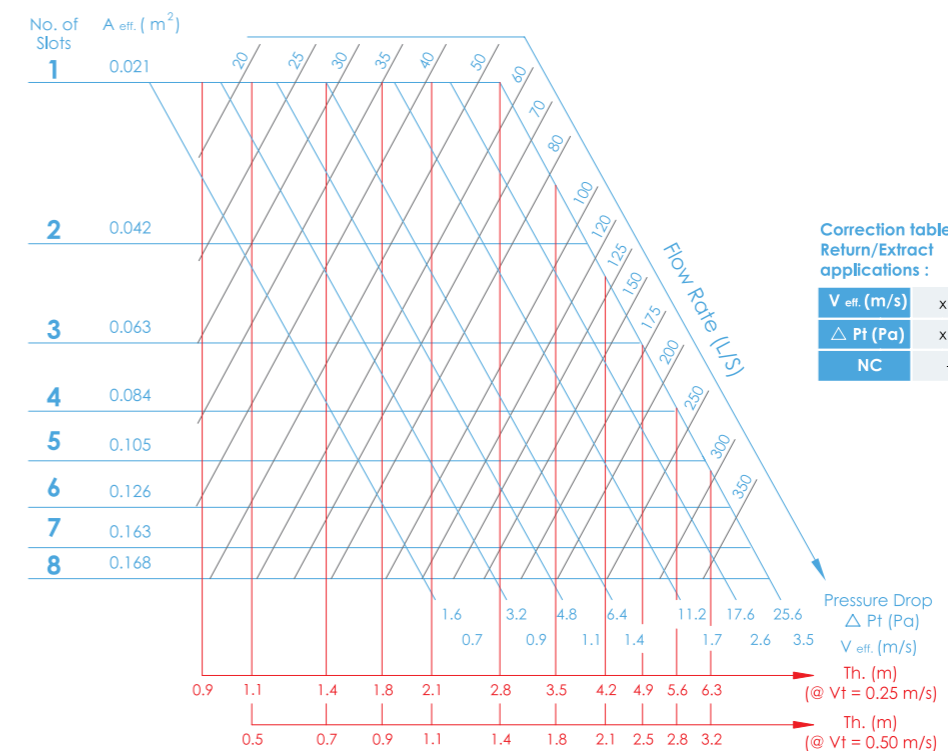 No. of Slots
A eff. ( m²)
1 0.021
2 0.042
3 0.063
4 0.084
5 0.105
6 0.126
7 0.163
8 0.168
20 25 30 35 40 50 60
70
80
100
120
125
150
175
200
250
300
350
Flow Rate (L/S)
Correction table
Return/Extract
applications :
V eff. (m/s) x
△ Pt (Pa) x
NC
1.6 3.2 4.8 6.4 11.2 17.6 25.6
Pressure Drop
△ Pt (Pa)
0.7 0.9 1.1 1.4 1.7 2.6 3.5
V eff. (m/s)
0.9 1.1 1.4 1.8 2.1 2.8 3.5 4.2 4.9 5.6 6.3
Th. (m)
(@ Vt = 0.25 m/s)
0.5 0.7 0.9 1.1 1.4 1.8 2.1 2.5 2.8 3.2
Th. (m)
(@ Vt = 0.50 m/s)